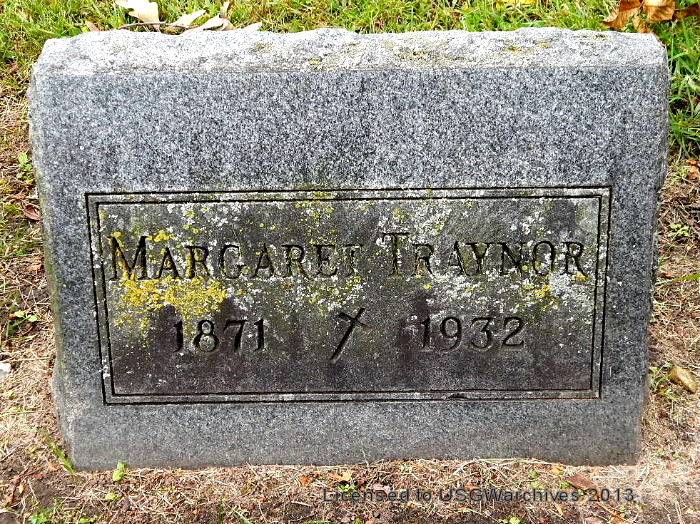 MARGARET TRAYNOR
1871 1932
Licensed to USGWarchives 2013